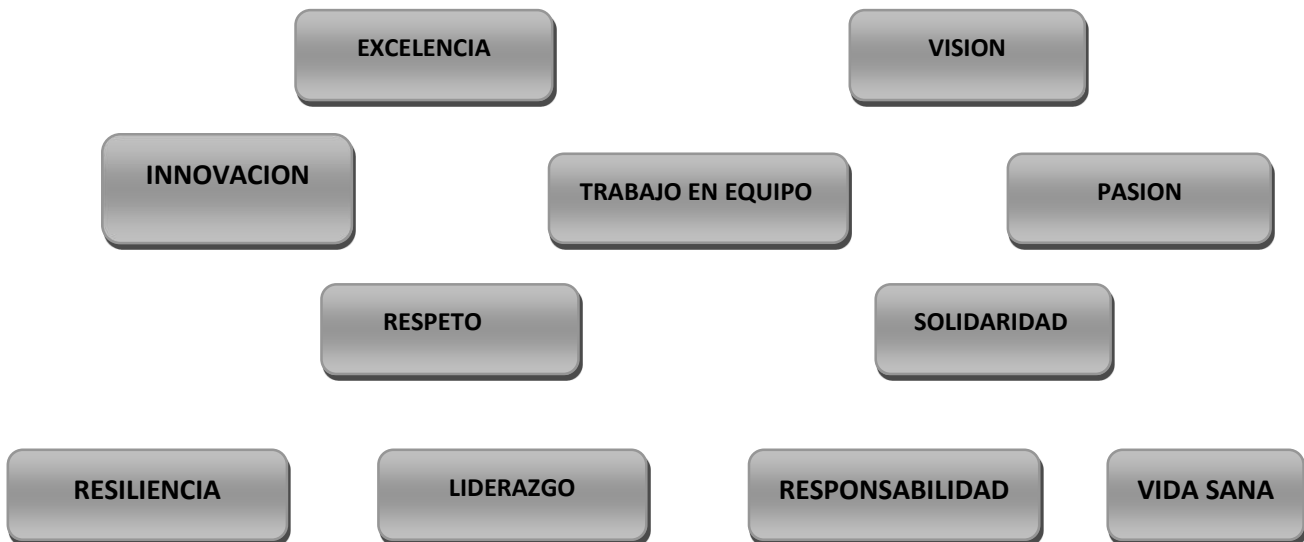 EXCELENCIA
VISION
INNOVACION
TRABAJO EN EQUIPO
PASION
RESPETO
SOLIDARIDAD
RESILIENCIA
LIDERAZGO
RESPONSABILIDAD
VIDA SANA